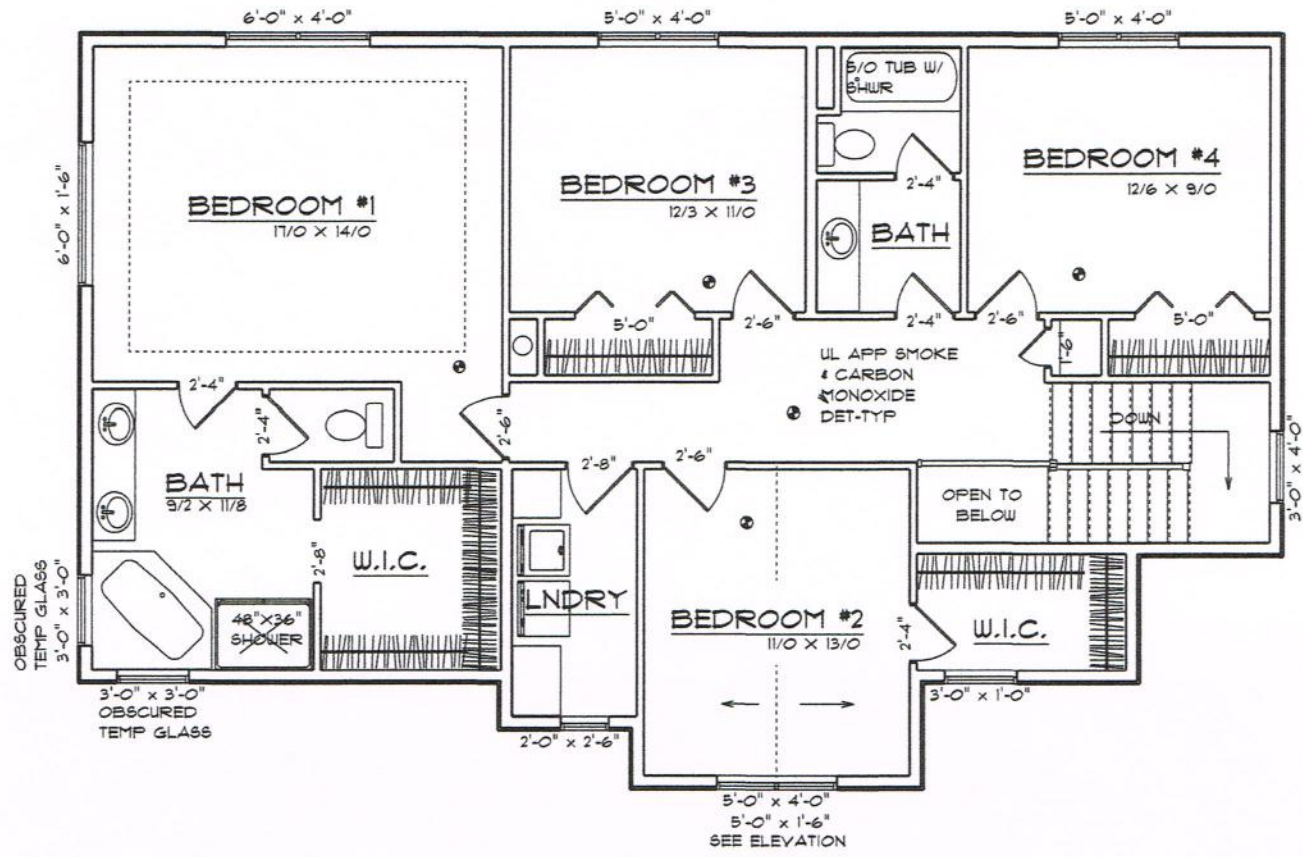 6'-0" x 4'-0"
5'-0" x 4'-0"
5'-0" x 4'-0"
5/0 TUB W/
SHWR
6'-0" x 1'-6"
BEDROOM #1
17/0 X 14/0
BEDROOM #3
12/3 X 11/0
2'-4"
BATH
BEDROOM #4
12/6 X 9/0
5'-0"
2'-6"
2'-4"
2'-6"
1'-6"
5'-0"
UL APP SMOKE
& CARBON
MONOXIDE
DET-TYP
2'-4"
2'-4"
2'-6"
2'-8"
2'-6"
DOWN
3'-0" x 4'-0"
BATH
9/2 X 11/8
OPEN TO
BELOW
2'-8"
W.I.C.
LNDRY
BEDROOM #2
11/0 X 13/0
2'-4"
W.I.C.
OBSCURED
TEMP GLASS
3'-0" x 3'-0"
48"X36"
SHOWER
3'-0" x 3'-0"
OBSCURED
TEMP GLASS
3'-0" x 1'-0"
2'-0" x 2'-6"
5'-0" x 4'-0"
5'-0" x 1'-6"
SEE ELEVATION